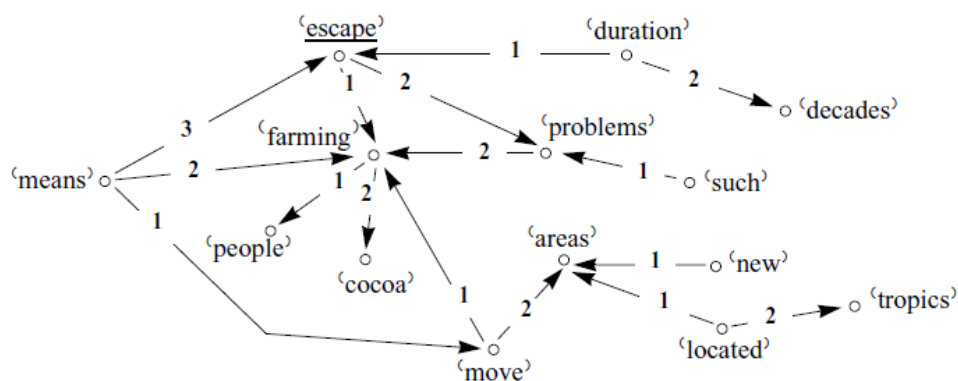 ‘escape’ ‘duration’
1
1 2 2
‘decades’
3
‘farming’ ‘problems’
2 2
‘means’ 1 2 1 ‘such’
1
‘people’ ‘areas’
‘cocoa’ 1 ‘new’
1 2 1 ‘tropics’
2
‘move’ ‘located’